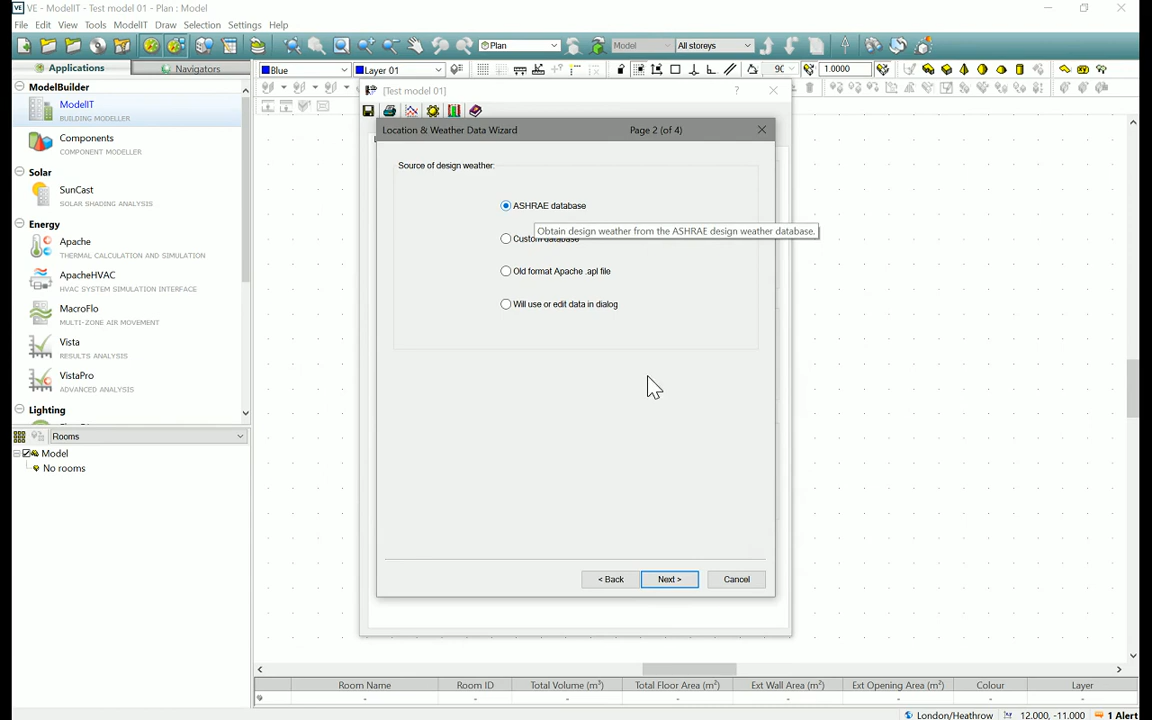 VE - ModelIT - Test model 01 - Plan : Model
File Edit View Tools ModelIT Draw Selection Settings Help
Plan Model All storeys
Applications Navigators
Blue Layer 01 90 1.0000
ModelBuilder
ModelIT
BUILDING MODELLER
Components
COMPONENT MODELLER
Solar
SunCast
SOLAR SHADING ANALYSIS
Energy
Apache
THERMAL CALCULATION AND SIMULATION
ApacheHVAC
HVAC SYSTEM SIMULATION INTERFACE
MacroFlo
MULTI-ZONE AIR MOVEMENT
Vista
RESULTS ANALYSIS
VistaPro
ADVANCED ANALYSIS
Lighting
Rooms
Model
No rooms
[Test model 01]
Location & Weather Data Wizard Page 2 (of 4)
Source of design weather:
ASHRAE database
Obtain design weather from the ASHRAE design weather database.
Custom database
Old format Apache .apl file
Will use or edit data in dialog
< Back Next > Cancel
Room Name Room ID Total Volume (m³) Total Floor Area (m²) Ext Wall Area (m²) Ext Opening Area (m²) Colour Layer
- - - - - - - -
London/Heathrow 12.000, -11.000 1 Alert